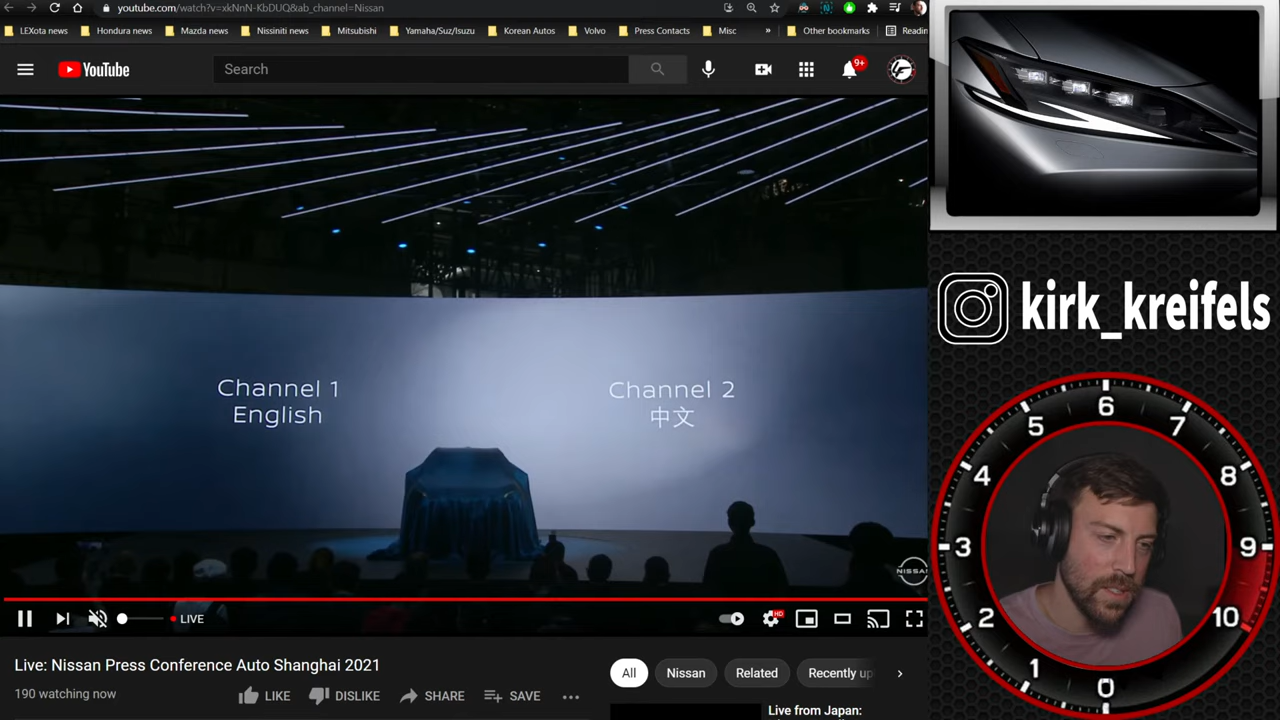 youtube.com/watch?v=xkNnN-KbDUQ&ab_channel=Nissan
LEXota news
Hondura news
Mazda news
Nissiniti news
Mitsubishi
Yamaha/Suz/Isuzu
Korean Autos
Volvo
Press Contacts
Misc
»
Other bookmarks
Readin
YouTube
Search
9+
Channel 1
English
Channel 2
中文
NISSAN
LIVE
HD
Live: Nissan Press Conference Auto Shanghai 2021
190 watching now
LIKE
DISLIKE
SHARE
SAVE
All
Nissan
Related
Recently up
Live from Japan:
kirk_kreifels
0
1
2
3
4
5
6
7
8
9
10